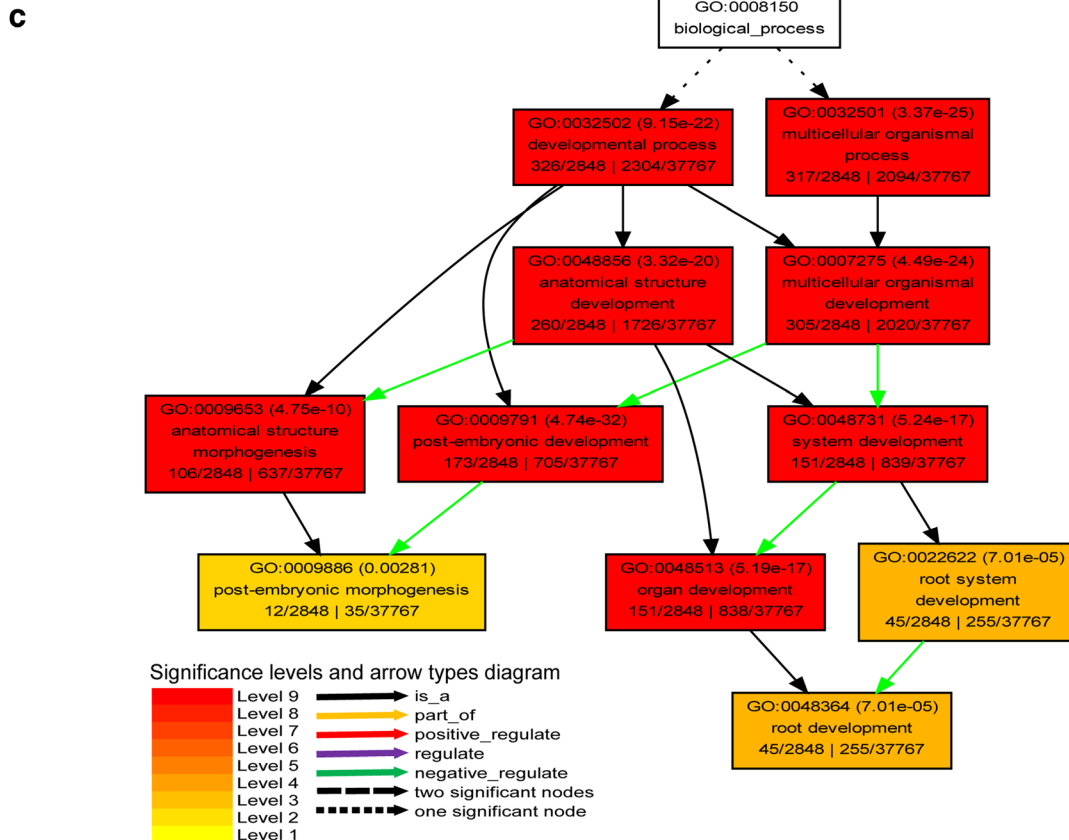 c
GO:0008150
biological_process
GO:0032502 (9.15e-22)
developmental process
326/2848 | 2304/37767
GO:0032501 (3.37e-25)
multicellular organismal
process
317/2848 | 2094/37767
GO:0048856 (3.32e-20)
anatomical structure
development
260/2848 | 1726/37767
GO:0007275 (4.49e-24)
multicellular organismal
development
305/2848 | 2020/37767
GO:0009653 (4.75e-10)
anatomical structure
morphogenesis
106/2848 | 637/37767
GO:0009791 (4.74e-32)
post-embryonic development
173/2848 | 705/37767
GO:0048731 (5.24e-17)
system development
151/2848 | 839/37767
GO:0009886 (0.00281)
post-embryonic morphogenesis
12/2848 | 35/37767
GO:0048513 (5.19e-17)
organ development
151/2848 | 838/37767
GO:0022622 (7.01e-05)
root system
development
45/2848 | 255/37767
GO:0048364 (7.01e-05)
root development
45/2848 | 255/37767
Significance levels and arrow types diagram
Level 9
Level 8
Level 7
Level 6
Level 5
Level 4
Level 3
Level 2
Level 1
is_a
part_of
positive_regulate
regulate
negative_regulate
two significant nodes
one significant node